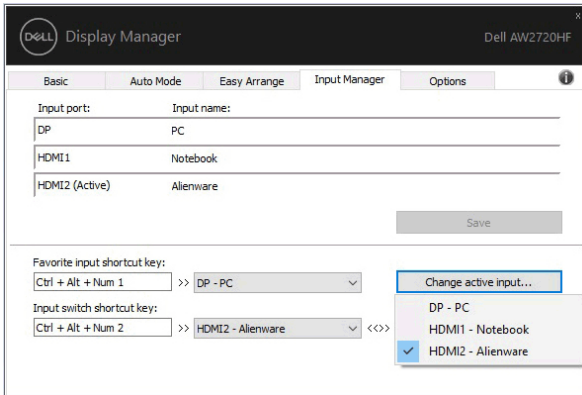 DELL Display Manager
Dell AW2720HF
x
Basic Auto Mode Easy Arrange Input Manager Options i
Input port: Input name:
DP PC
HDMI1 Notebook
HDMI2 (Active) Alienware
Save
Favorite input shortcut key:
Ctrl + Alt + Num 1 >> DP - PC Change active input...
Input switch shortcut key:
Ctrl + Alt + Num 2 >> HDMI2 - Alienware <<>>
DP - PC
HDMI1 - Notebook
HDMI2 - Alienware